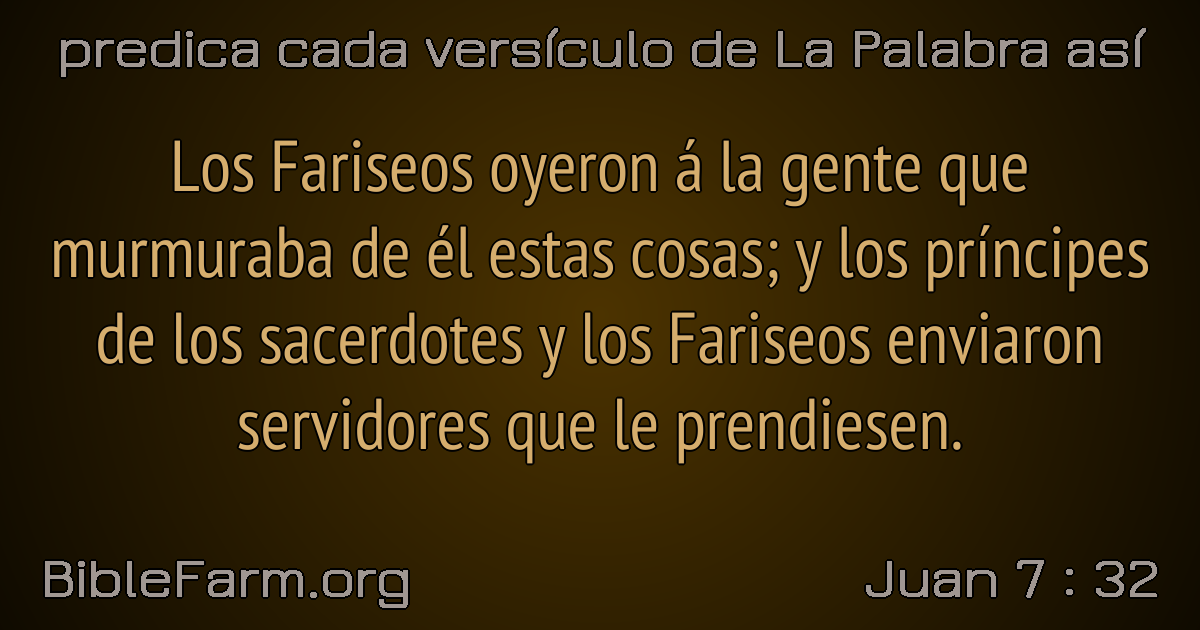 predica cada versículo de La Palabra así
Los Fariseos oyeron á la gente que
murmuraba de él estas cosas; y los príncipes
de los sacerdotes y los Fariseos enviaron
servidores que le prendiesen.
BibleFarm.org
Juan 7 : 32